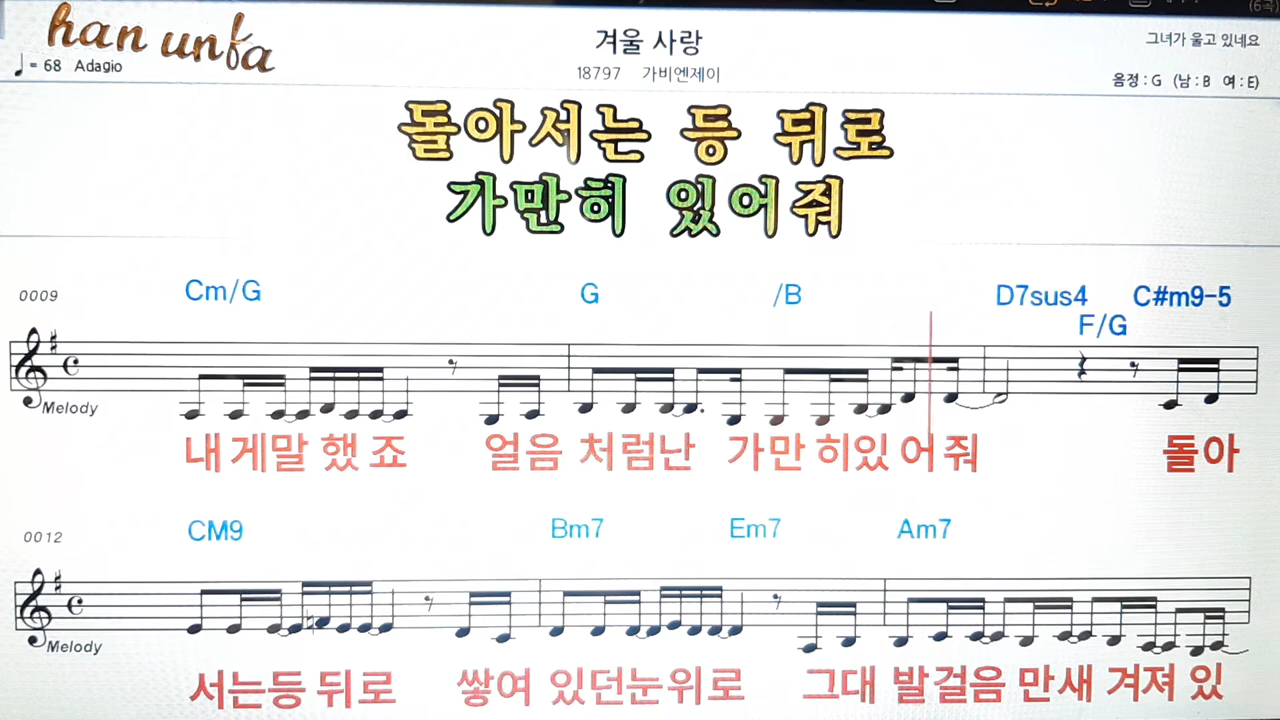 (6곡)
han unfa
♩= 68 Adagio
겨울 사랑
18797 가비엔제이
그녀가 울고 있네요
음정 : G (남 : B 여 : E)
돌아서는 등 뒤로
가만히 있어줘
0009
Cm/G G /B D7sus4 C#m9-5
F/G
Melody
내게말 했 죠 얼음 처럼난 가만 히있 어 줘 돌아
0012
CM9 Bm7 Em7 Am7
Melody
서는등 뒤로 쌓여 있던눈위로 그대 발걸음 만새 겨져 있